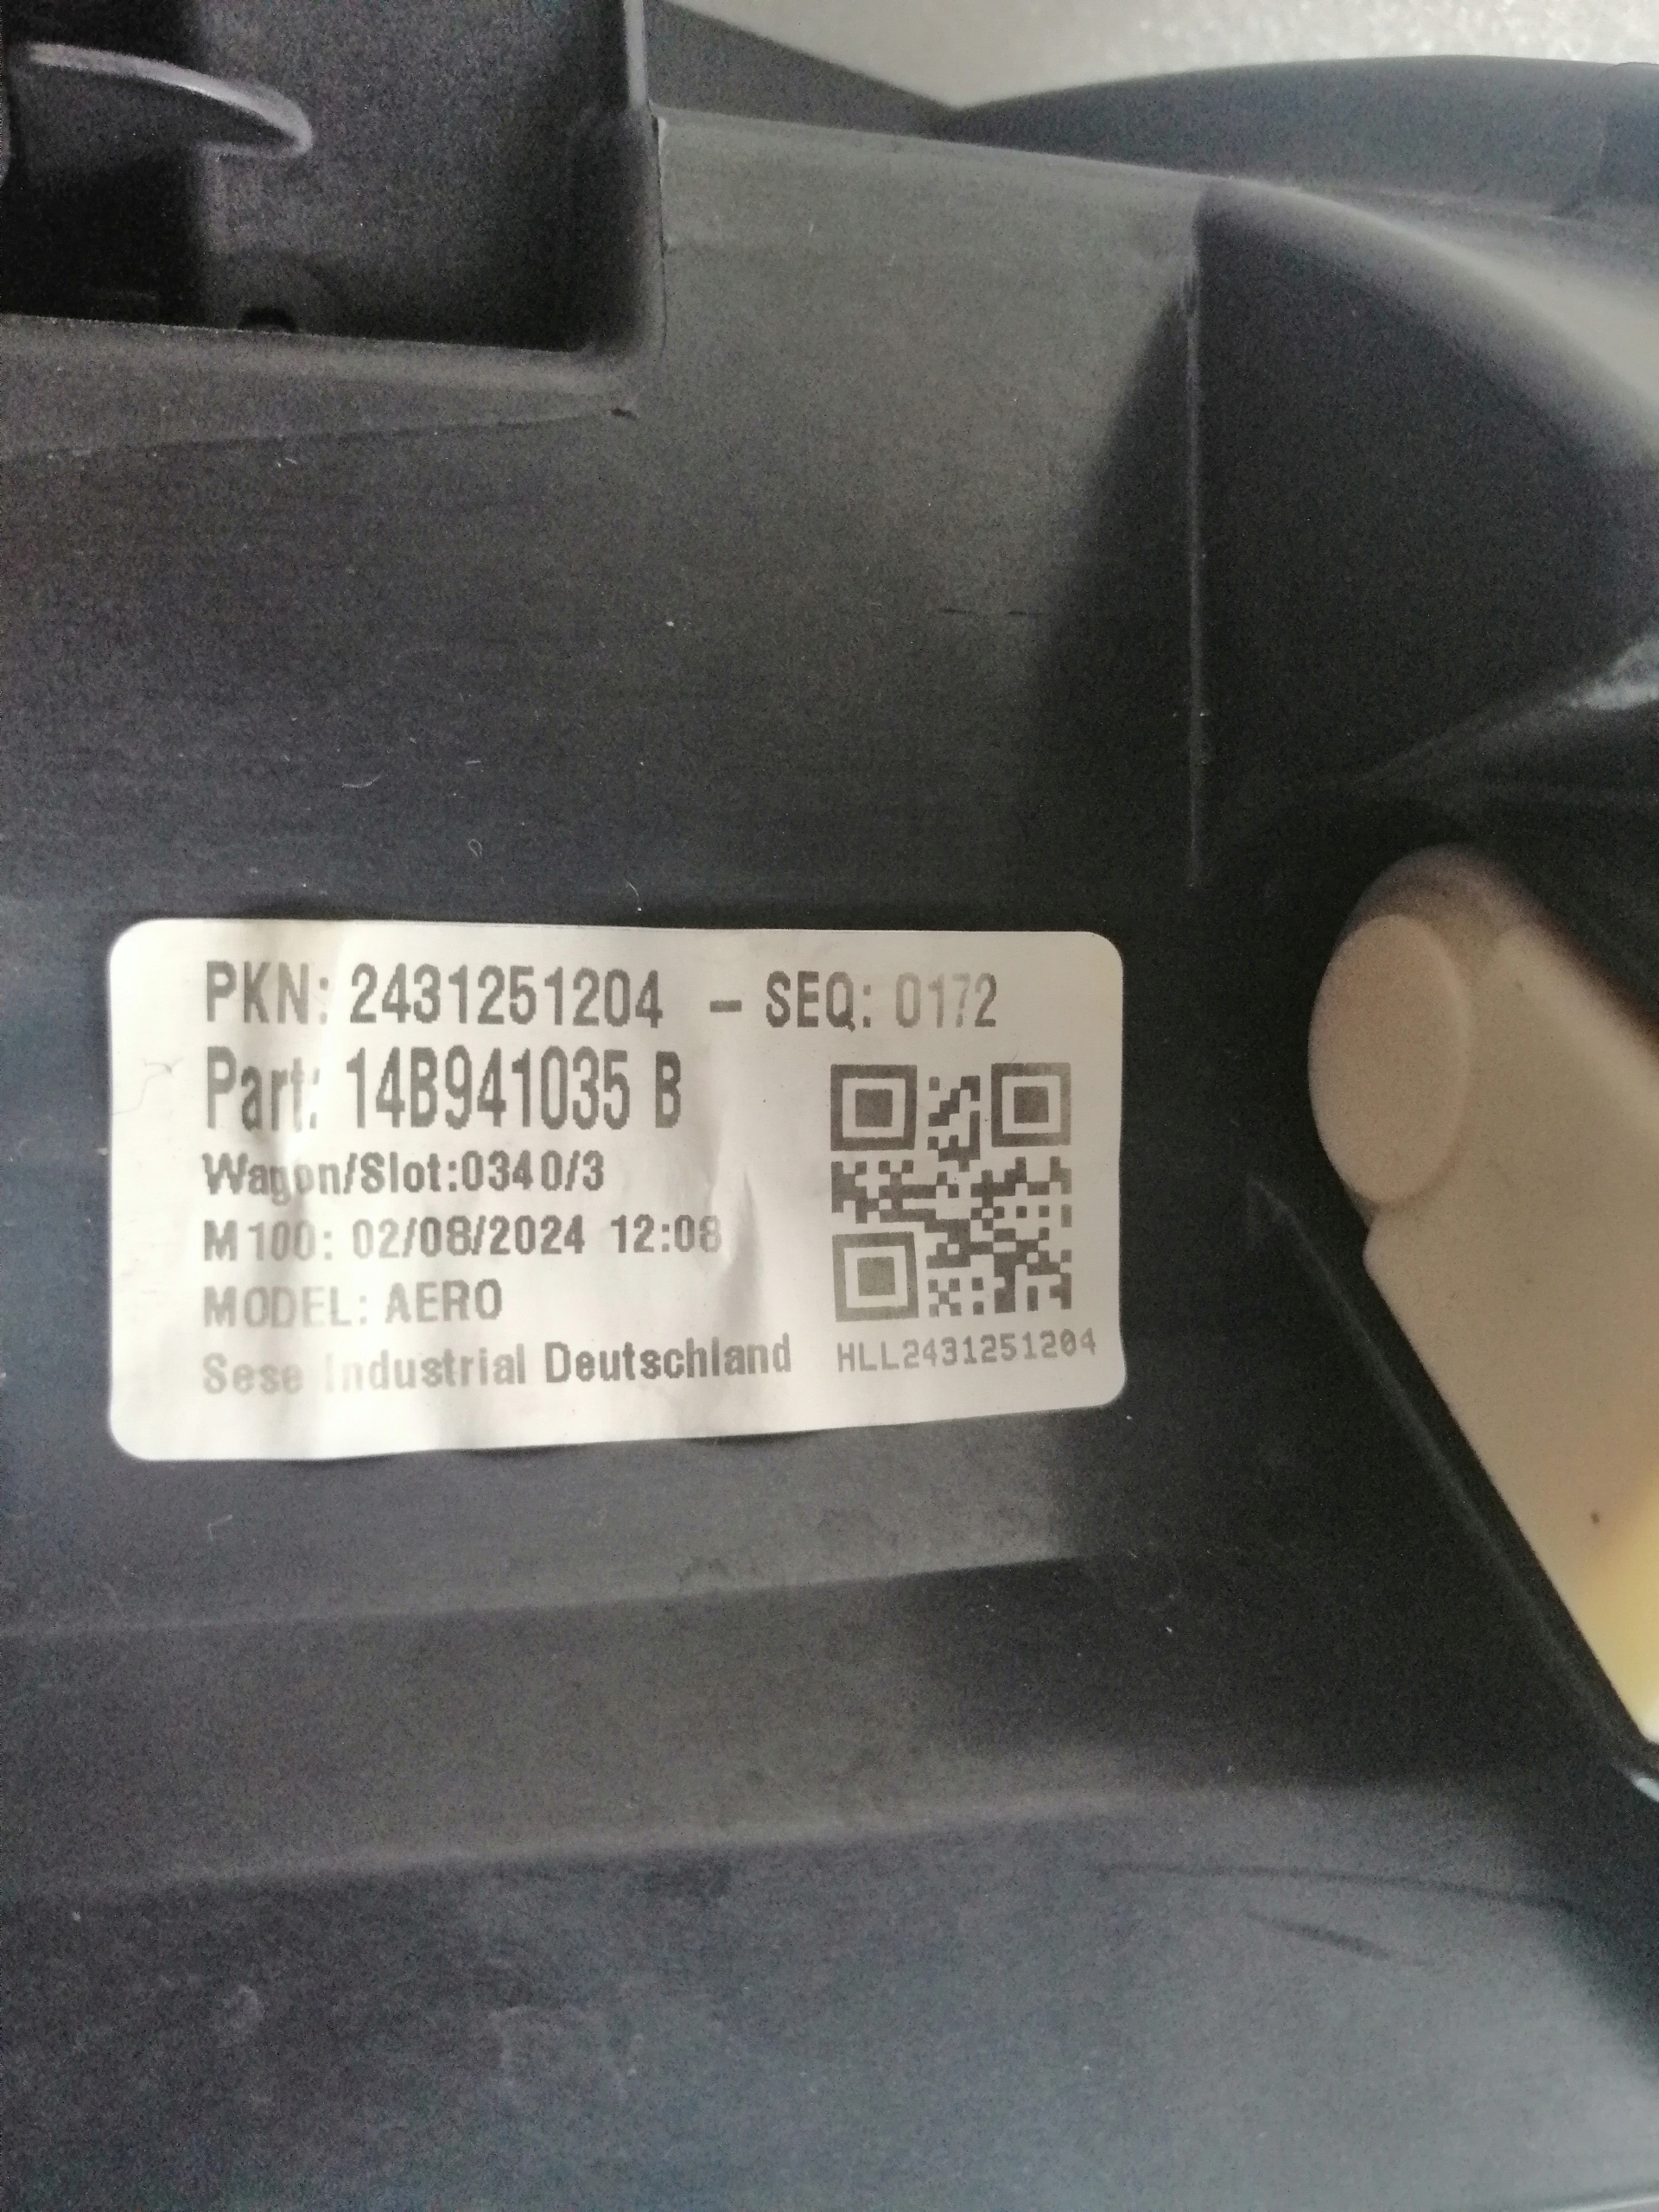 PKN: 2431251204 - SEQ: 0172
Part: 14B941035 B
Wagon/Slot:0340/3
M100: 02/08/2024 12:08
MODEL: AERO
Sese Industrial Deutschland
HLL2431251204